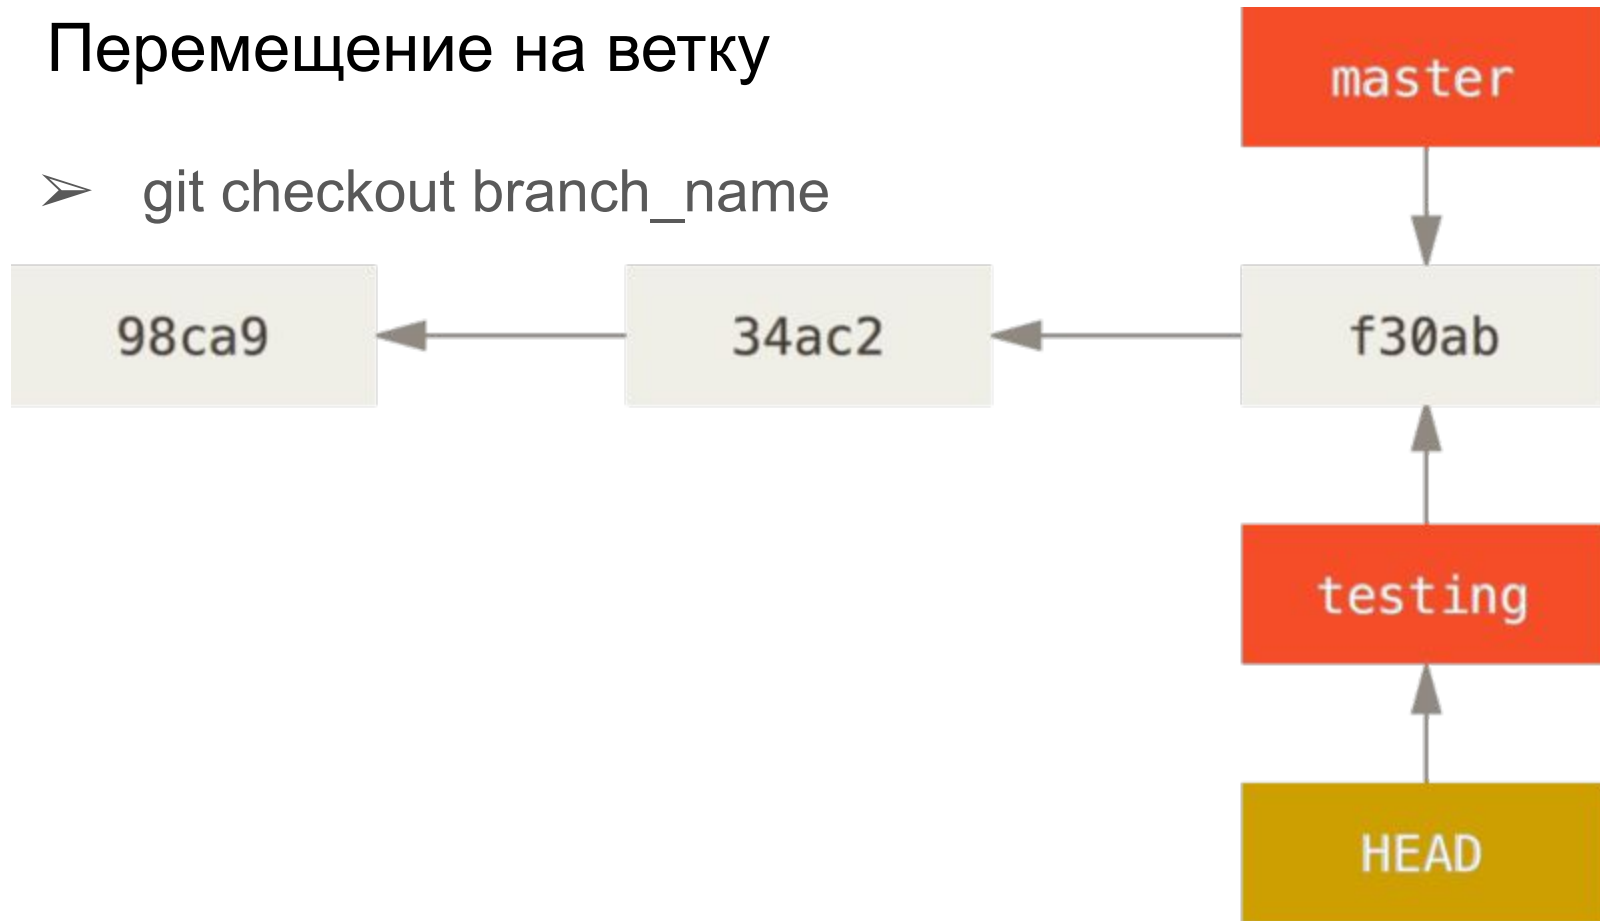 Перемещение на ветку
master
➢ git checkout branch_name
98ca9 34ac2 f30ab
testing
HEAD